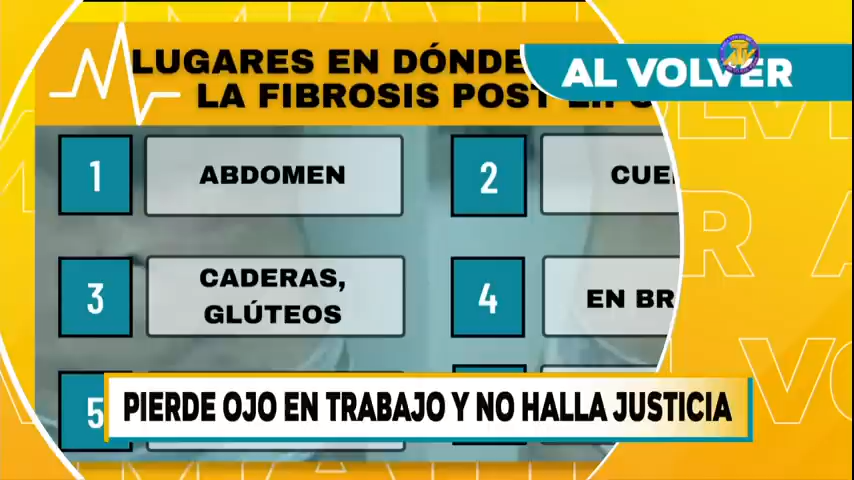 LUGARES EN DÓNDE
LA FIBROSIS POST
AL VOLVER
1
ABDOMEN
2
3
CADERAS,
GLÚTEOS
4
EN
5
PIERDE OJO EN TRABAJO Y NO HALLA JUSTICIA